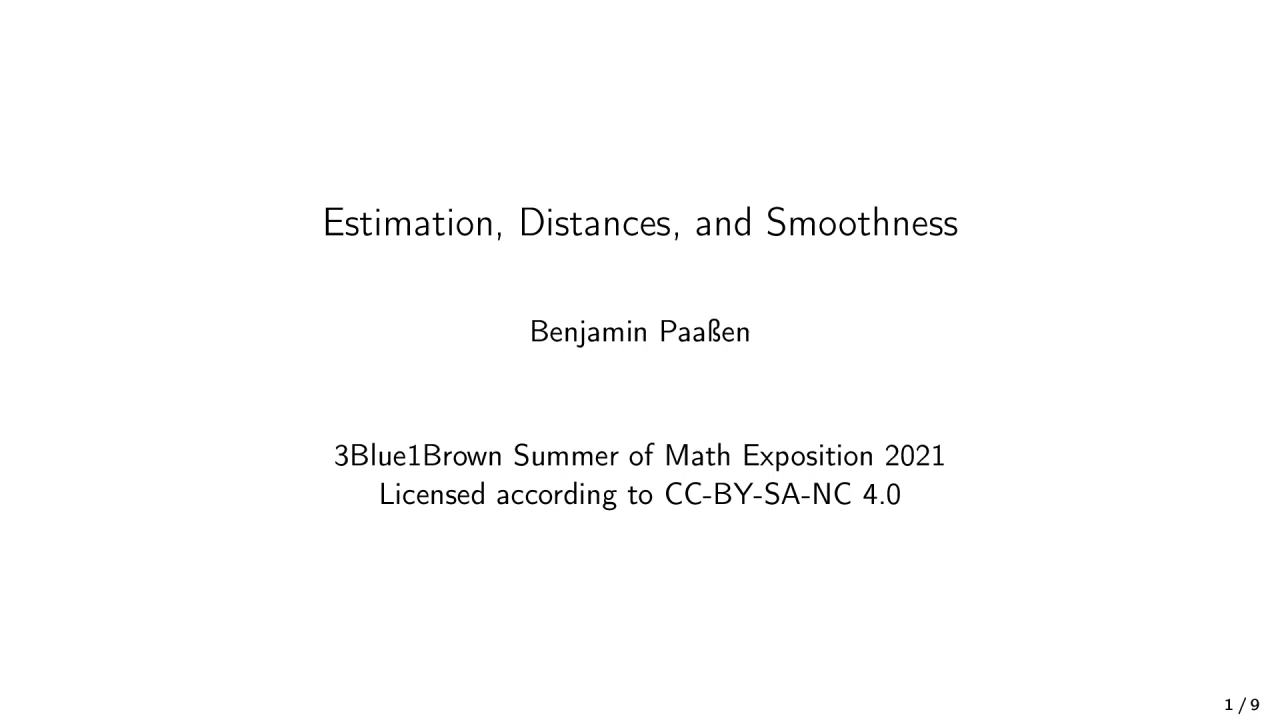 Estimation, Distances, and Smoothness
Benjamin Paaßen
3Blue1Brown Summer of Math Exposition 2021
Licensed according to CC-BY-SA-NC 4.0
1 / 9